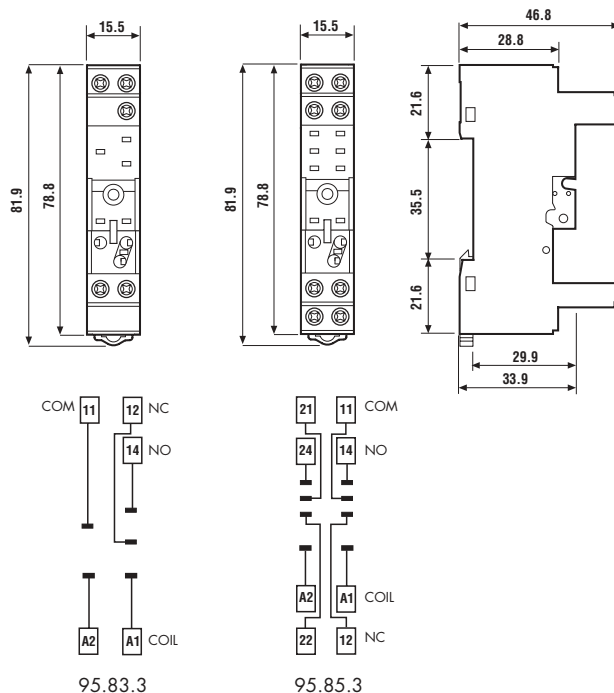 15.5
15.5
46.8
28.8
81.9
78.8
81.9
78.8
21.6
35.5
21.6
29.9
33.9
COM 11 12 NC
14 NO
A2 A1 COIL
95.83.3
21 11 COM
24 14 NO
A2 A1 COIL
22 12 NC
95.85.3